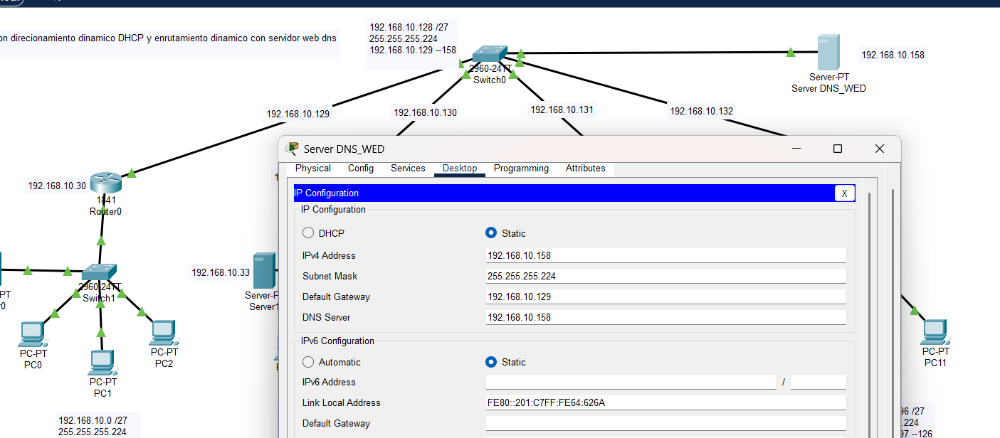 on direcionamiento dinamico DHCP y enrutamiento dinamico con servidor web dns
192.168.10.128 /27
255.255.255.224
192.168.10.129 --158
2960-24TT
Switch0
192.168.10.158
Server-PT
Server DNS_WED
192.168.10.129
192.168.10.130
192.168.10.131
192.168.10.132
Server DNS_WED
Physical Config Services Desktop Programming Attributes
IP Configuration
X
IP Configuration
DHCP
Static
IPv4 Address
192.168.10.158
Subnet Mask
255.255.255.224
Default Gateway
192.168.10.129
DNS Server
192.168.10.158
IPv6 Configuration
Automatic
Static
IPv6 Address
/
Link Local Address
FE80::201:C7FF:FE64:626A
Default Gateway
192.168.10.30
1841
Router0
192.168.10.33
Server-P
Server1
2960-24TT
Switch1
PT
r0
PC-PT
PC0
PC-PT
PC1
PC-PT
PC2
192.168.10.0 /27
255.255.255.224
PC-PT
PC11
96 /27
.224
97 --126